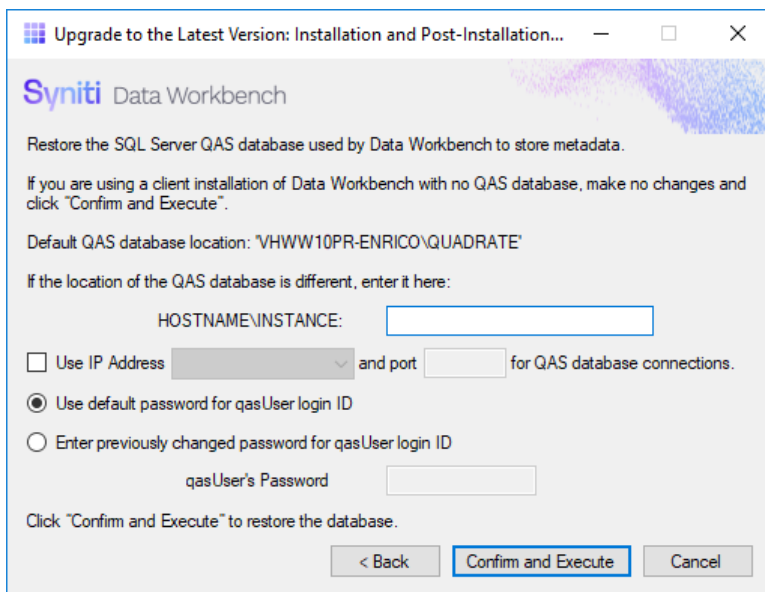 Upgrade to the Latest Version: Installation and Post-Installation...
Syniti Data Workbench
Restore the SQL Server QAS database used by Data Workbench to store metadata.
If you are using a client installation of Data Workbench with no QAS database, make no changes and
click "Confirm and Execute".
Default QAS database location: 'VHWW10PR-ENRICO\QUADRATE'
If the location of the QAS database is different, enter it here:
HOSTNAME\INSTANCE:
Use IP Address and port for QAS database connections.
Use default password for qasUser login ID
Enter previously changed password for qasUser login ID
qasUser's Password
Click "Confirm and Execute" to restore the database.
< Back Confirm and Execute Cancel